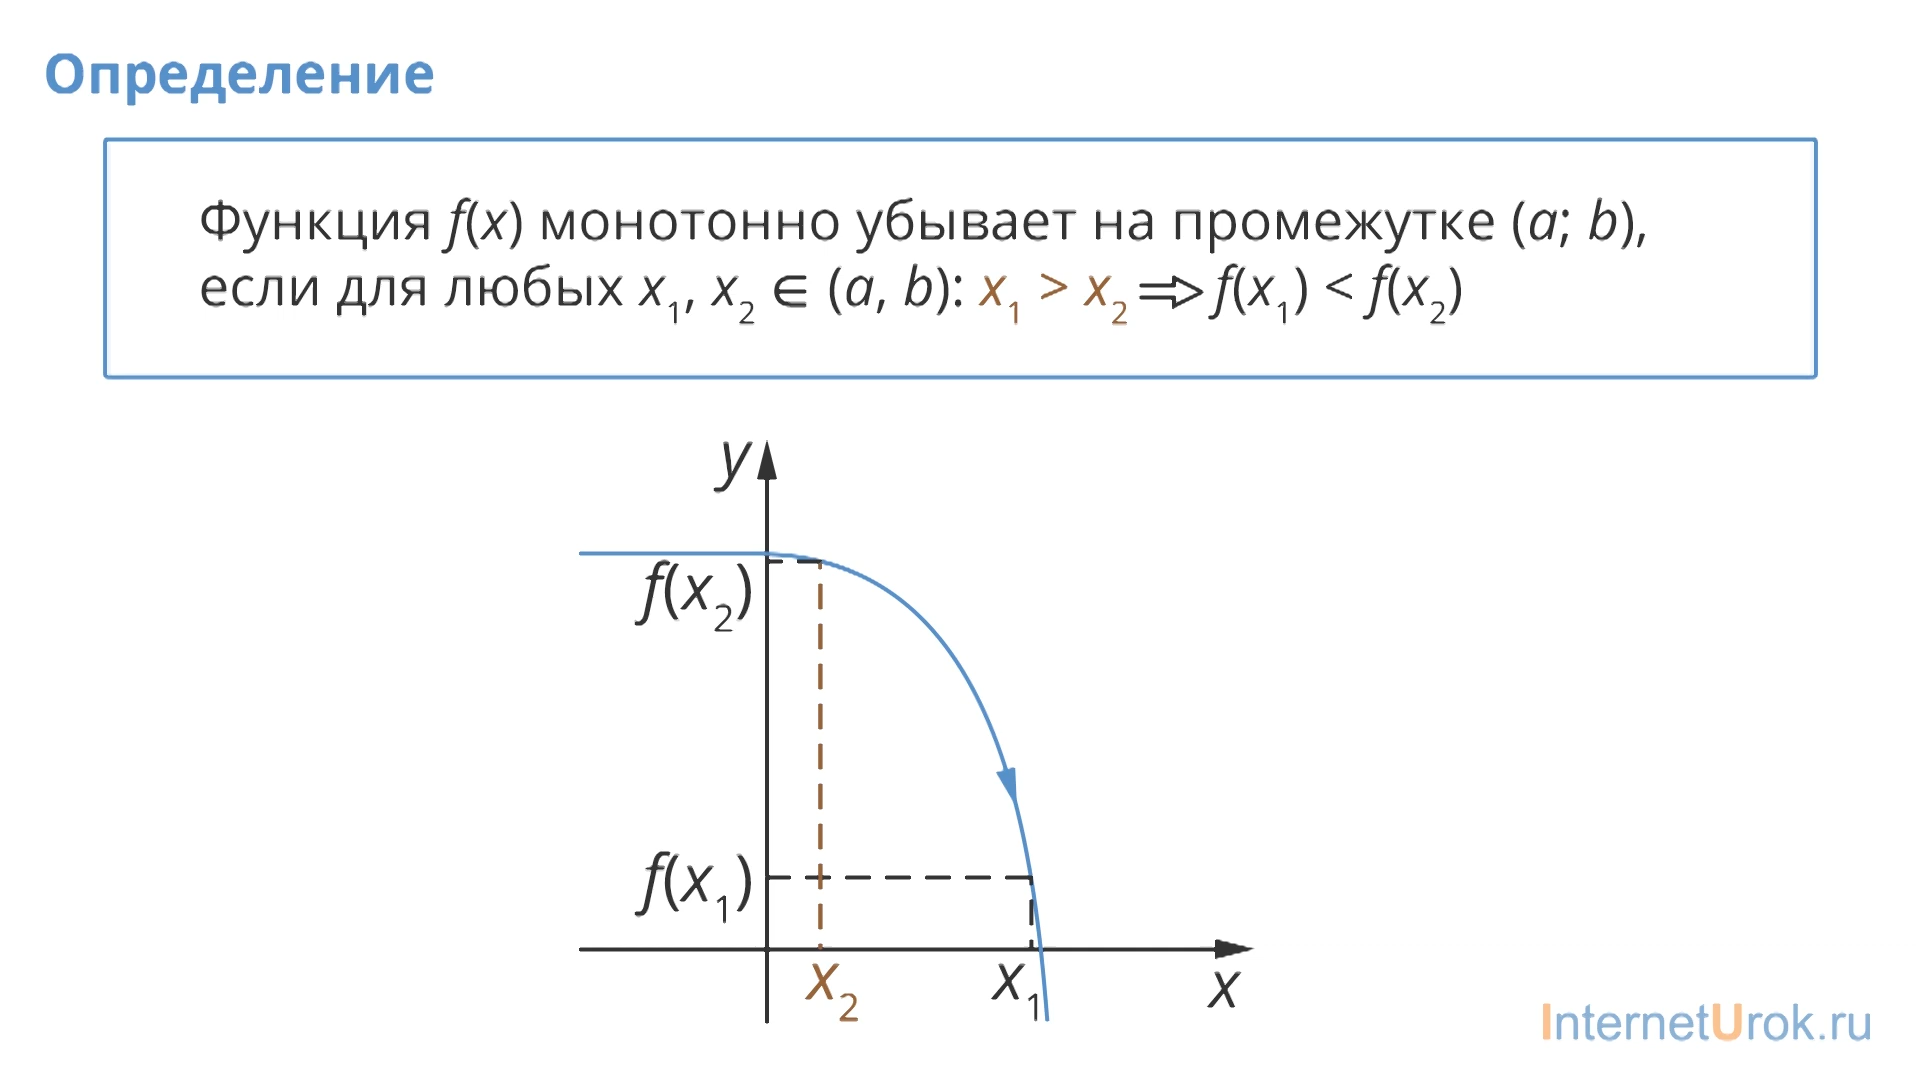 Определение
Функция f(x) монотонно убывает на промежутке (a; b),
если для любых x₁, x₂ ∈ (a, b): x₁ > x₂ ⇒ f(x₁) < f(x₂)
y
f(x₂)
f(x₁)
x₂
x₁
x
InternetUrok.ru